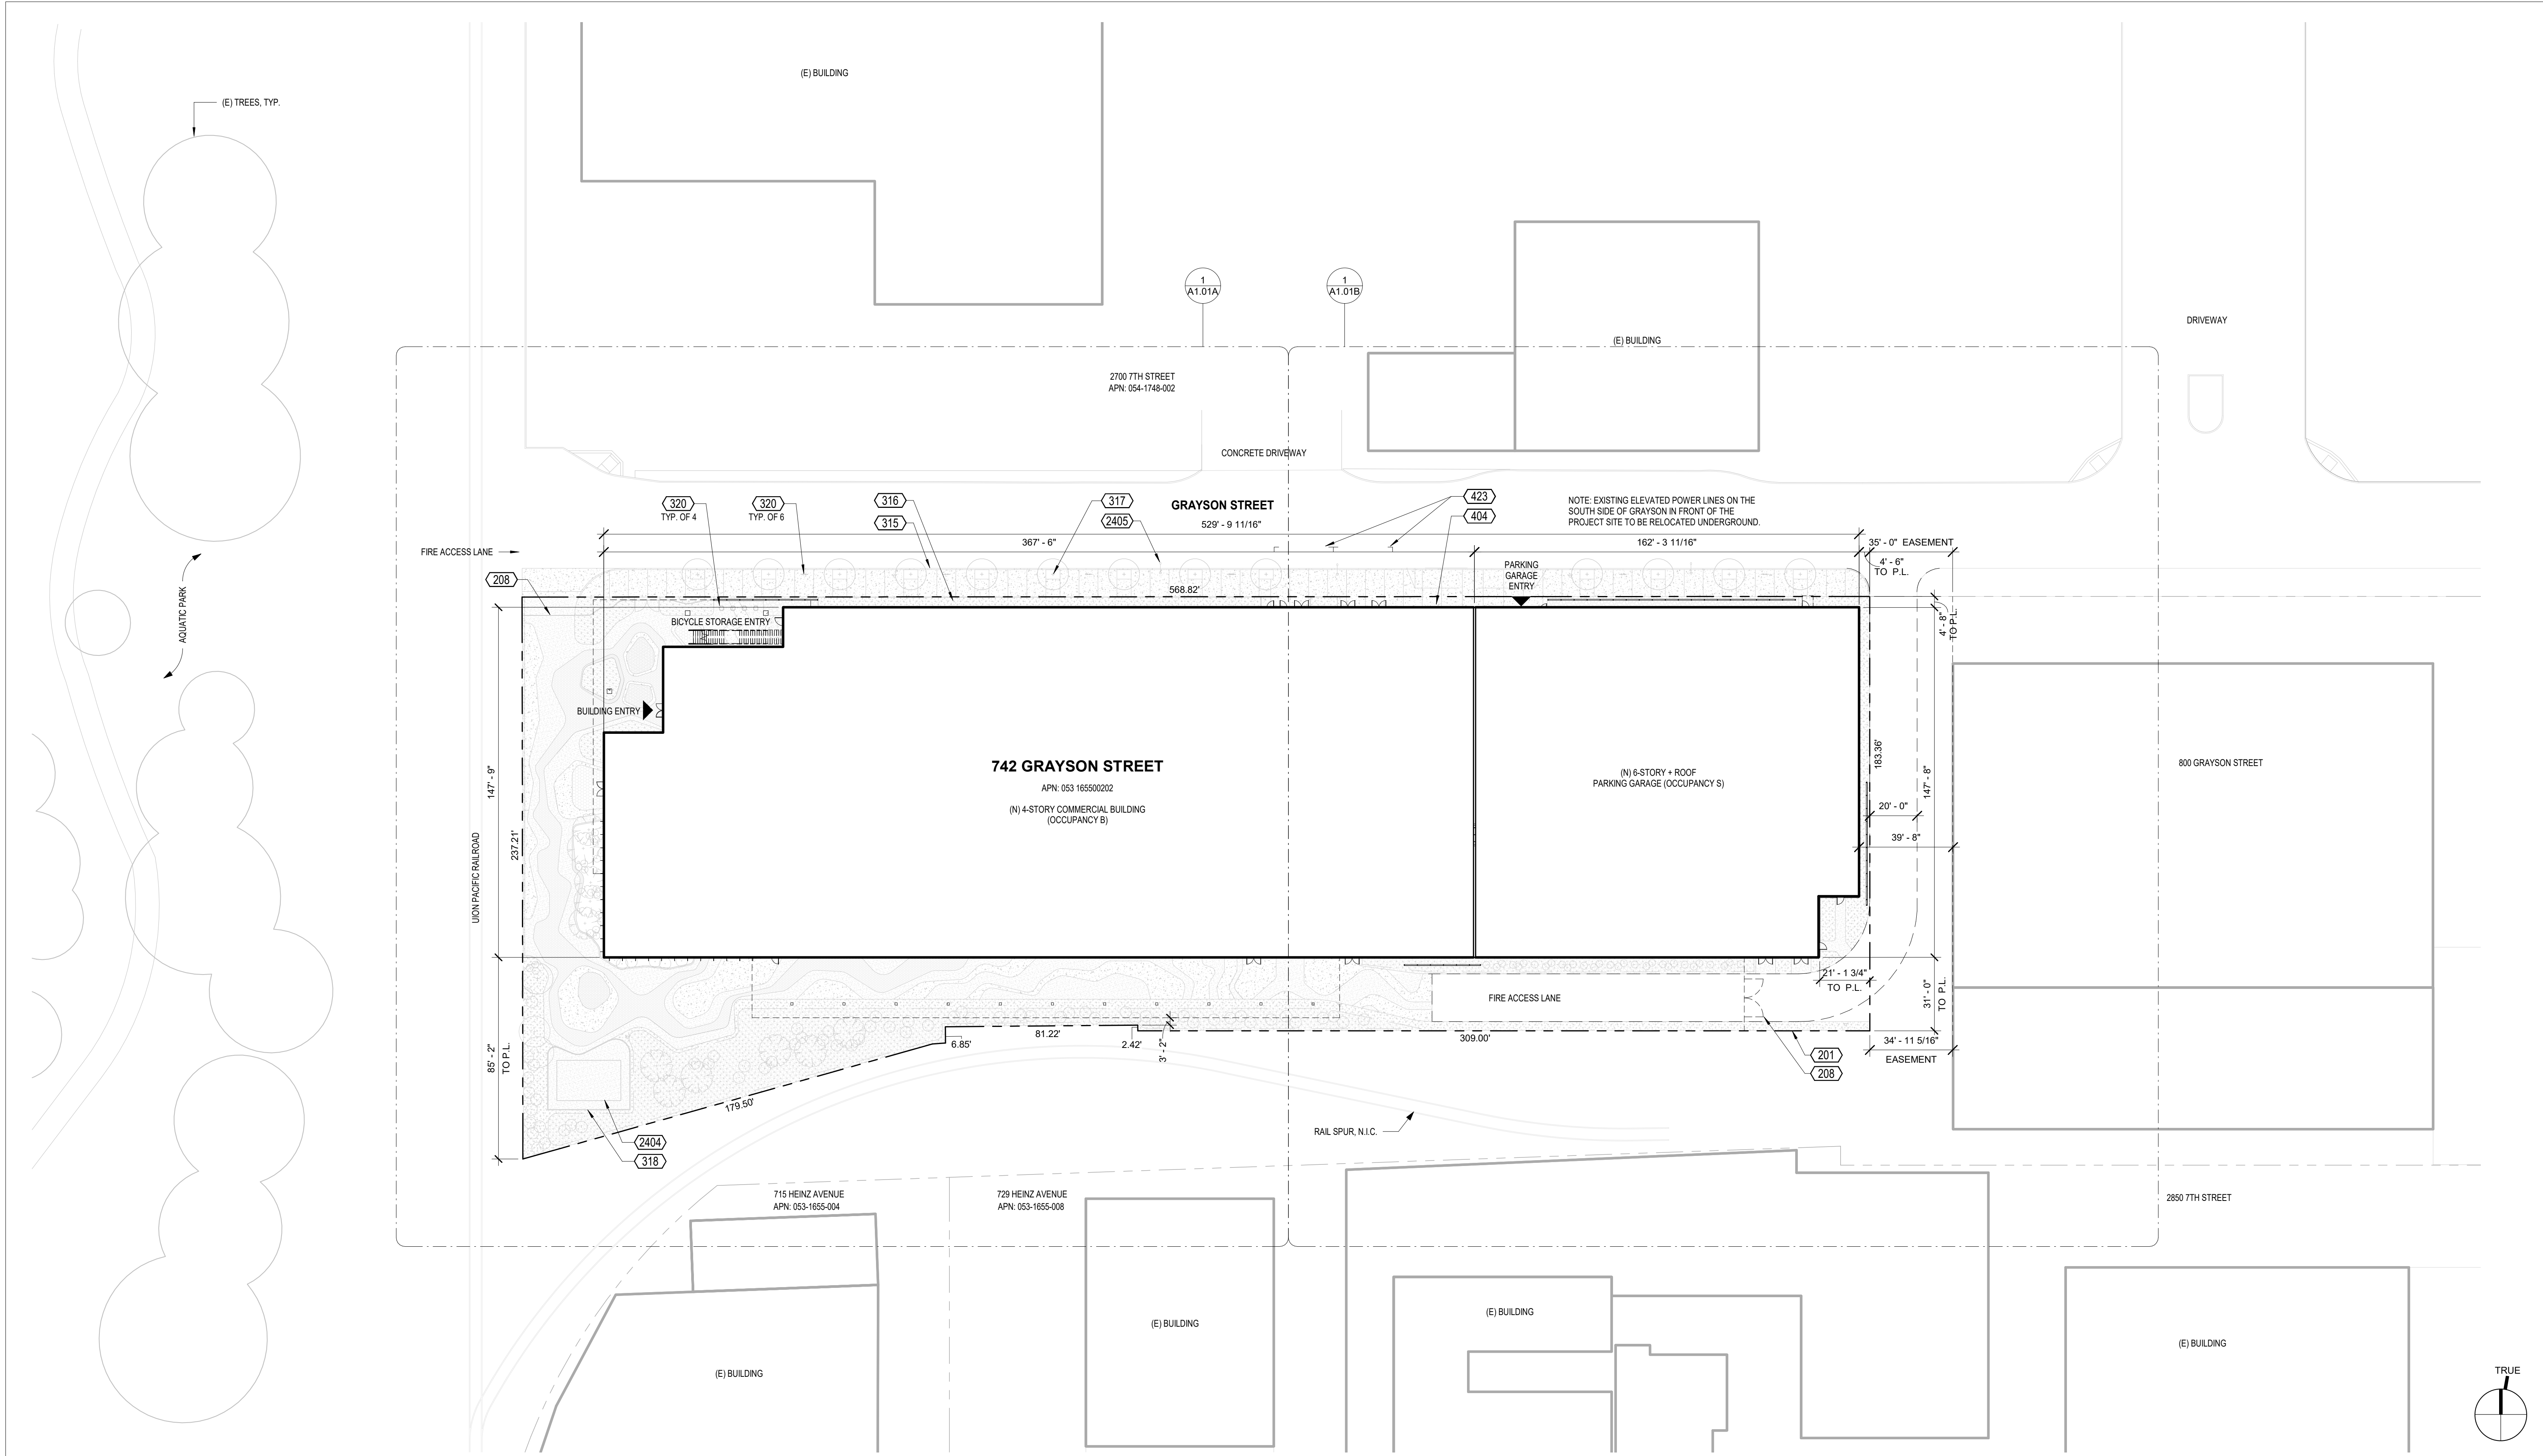 (E) BUILDING
(E) TREES, TYP.
1
A1.01A
1
A1.01B
DRIVEWAY
(E) BUILDING
2700 7TH STREET
APN: 054-1748-002
CONCRETE DRIVEWAY
320
TYP. OF 4
320
TYP. OF 6
316
315
317
2405
GRAYSON STREET
529' - 9 11/16"
423
404
NOTE: EXISTING ELEVATED POWER LINES ON THE
SOUTH SIDE OF GRAYSON IN FRONT OF THE
PROJECT SITE TO BE RELOCATED UNDERGROUND.
367' - 6"
162' - 3 11/16"
35' - 0" EASEMENT
FIRE ACCESS LANE
4' - 6"
TO P.L.
208
PARKING
GARAGE
ENTRY
568.82'
AQUATIC PARK
BICYCLE STORAGE ENTRY
4' - 8"
TO P.L.
BUILDING ENTRY
742 GRAYSON STREET
APN: 053 165500202
(N) 4-STORY COMMERCIAL BUILDING
(OCCUPANCY B)
(N) 6-STORY + ROOF
PARKING GARAGE (OCCUPANCY S)
183.36'
147' - 8"
800 GRAYSON STREET
147' - 9"
237.21'
UION PACIFIC RAILROAD
20' - 0"
39' - 8"
21' - 1 3/4"
TO P.L.
31' - 0"
TO P.L.
FIRE ACCESS LANE
85' - 2"
TO P.L.
6.85'
81.22'
2.42'
3' - 2"
309.00'
34' - 11 5/16"
EASEMENT
201
208
179.50'
2404
318
RAIL SPUR, N.I.C.
715 HEINZ AVENUE
APN: 053-1655-004
729 HEINZ AVENUE
APN: 053-1655-008
2850 7TH STREET
(E) BUILDING
(E) BUILDING
(E) BUILDING
(E) BUILDING
TRUE